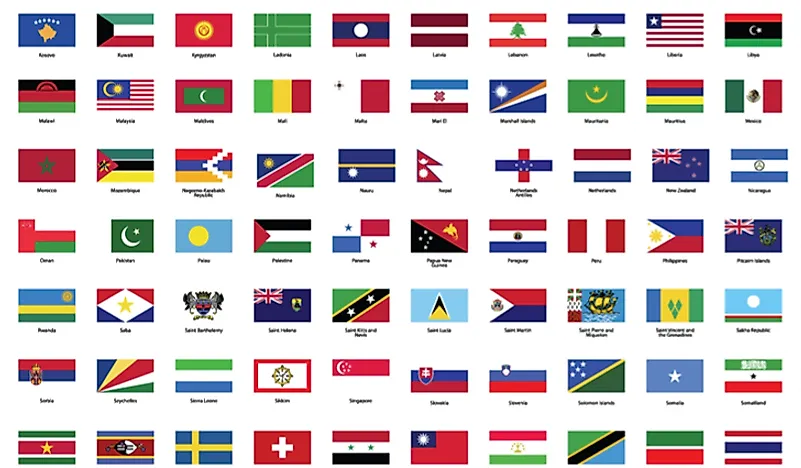 Kosovo
Kuwait
Kyrgyzstan
Ladonia
Laos
Latvia
Lebanon
Lesotho
Liberia
Libya
Malawi
Malaysia
Maldives
Mali
Malta
Mari El
Marshall Islands
Mauritania
Mauritius
Mexico
Morocco
Mozambique
Nagorno-Karabakh
Republic
Namibia
Nauru
Nepal
Netherlands
Antilles
Netherlands
New Zealand
Nicaragua
Oman
Pakistan
Palau
Palestine
Panama
Papua New
Guinea
Paraguay
Peru
Philippines
Pitcairn Islands
Rwanda
Saba
Saint Barthelemy
Saint Helena
Saint Kitts and
Nevis
Saint Lucia
Saint Martin
Saint Pierre and
Miquelon
Saint Vincent and
the Grenadines
Sakha Republic
Serbia
Seychelles
Sierra Leone
Sikkim
Singapore
Slovakia
Slovenia
Solomon Islands
Somalia
Somaliland